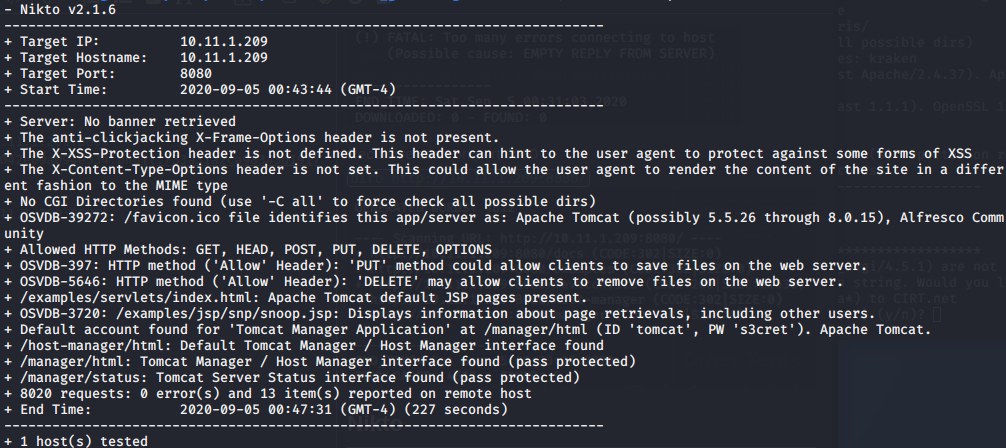 - Nikto v2.1.6
---------------------------------------------------------------------------
+ Target IP:          10.11.1.209
+ Target Hostname:    10.11.1.209
+ Target Port:        8080
+ Start Time:         2020-09-05 00:43:44 (GMT-4)
---------------------------------------------------------------------------
+ Server: No banner retrieved
+ The anti-clickjacking X-Frame-Options header is not present.
+ The X-XSS-Protection header is not defined. This header can hint to the user agent to protect against some forms of XSS
+ The X-Content-Type-Options header is not set. This could allow the user agent to render the content of the site in a differ
ent fashion to the MIME type
+ No CGI Directories found (use '-C all' to force check all possible dirs)
+ OSVDB-39272: /favicon.ico file identifies this app/server as: Apache Tomcat (possibly 5.5.26 through 8.0.15), Alfresco Comm
unity
+ Allowed HTTP Methods: GET, HEAD, POST, PUT, DELETE, OPTIONS
+ OSVDB-397: HTTP method ('Allow' Header): 'PUT' method could allow clients to save files on the web server.
+ OSVDB-5646: HTTP method ('Allow' Header): 'DELETE' may allow clients to remove files on the web server.
+ /examples/servlets/index.html: Apache Tomcat default JSP pages present.
+ OSVDB-3720: /examples/jsp/snp/snoop.jsp: Displays information about page retrievals, including other users.
+ Default account found for 'Tomcat Manager Application' at /manager/html (ID 'tomcat', PW 's3cret'). Apache Tomcat.
+ /host-manager/html: Default Tomcat Manager / Host Manager interface found
+ /manager/html: Tomcat Manager / Host Manager interface found (pass protected)
+ /manager/status: Tomcat Server Status interface found (pass protected)
+ 8020 requests: 0 error(s) and 13 item(s) reported on remote host
+ End Time:           2020-09-05 00:47:31 (GMT-4) (227 seconds)
---------------------------------------------------------------------------
+ 1 host(s) tested